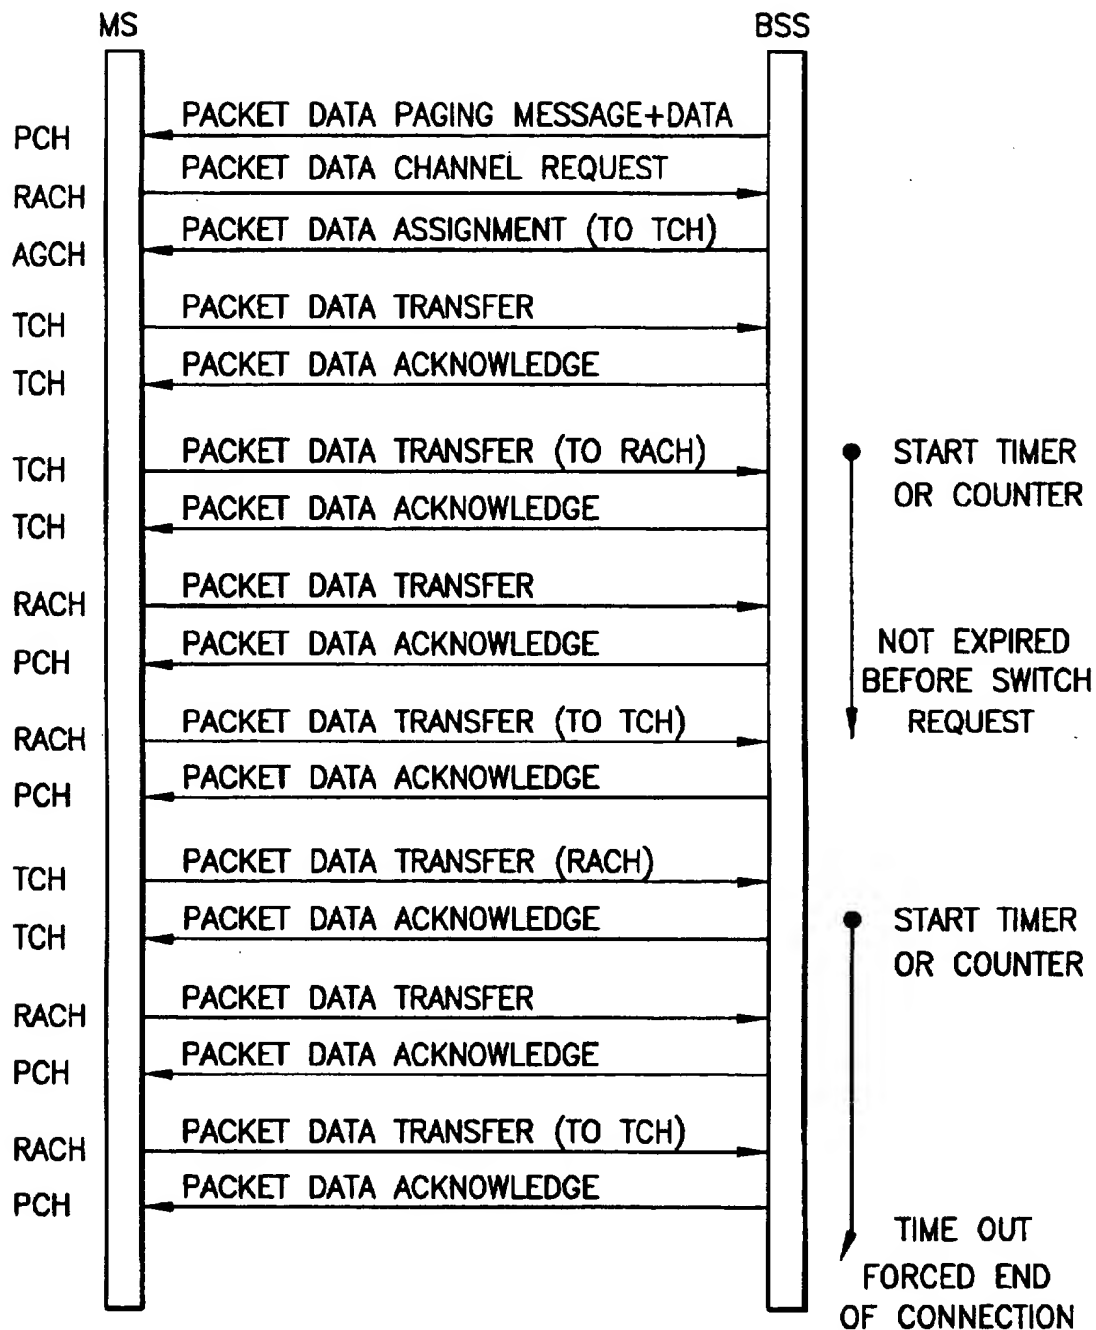 MS
BSS
PACKET DATA PAGING MESSAGE+DATA
PCH
PACKET DATA CHANNEL REQUEST
RACH
PACKET DATA ASSIGNMENT (TO TCH)
AGCH
PACKET DATA TRANSFER
TCH
PACKET DATA ACKNOWLEDGE
TCH
PACKET DATA TRANSFER (TO RACH)
TCH
START TIMER
OR COUNTER
PACKET DATA ACKNOWLEDGE
TCH
PACKET DATA TRANSFER
RACH
PACKET DATA ACKNOWLEDGE
PCH
NOT EXPIRED
BEFORE SWITCH
REQUEST
PACKET DATA TRANSFER (TO TCH)
RACH
PACKET DATA ACKNOWLEDGE
PCH
PACKET DATA TRANSFER (RACH)
TCH
PACKET DATA ACKNOWLEDGE
TCH
START TIMER
OR COUNTER
PACKET DATA TRANSFER
RACH
PACKET DATA ACKNOWLEDGE
PCH
PACKET DATA TRANSFER (TO TCH)
RACH
PACKET DATA ACKNOWLEDGE
PCH
TIME OUT
FORCED END
OF CONNECTION